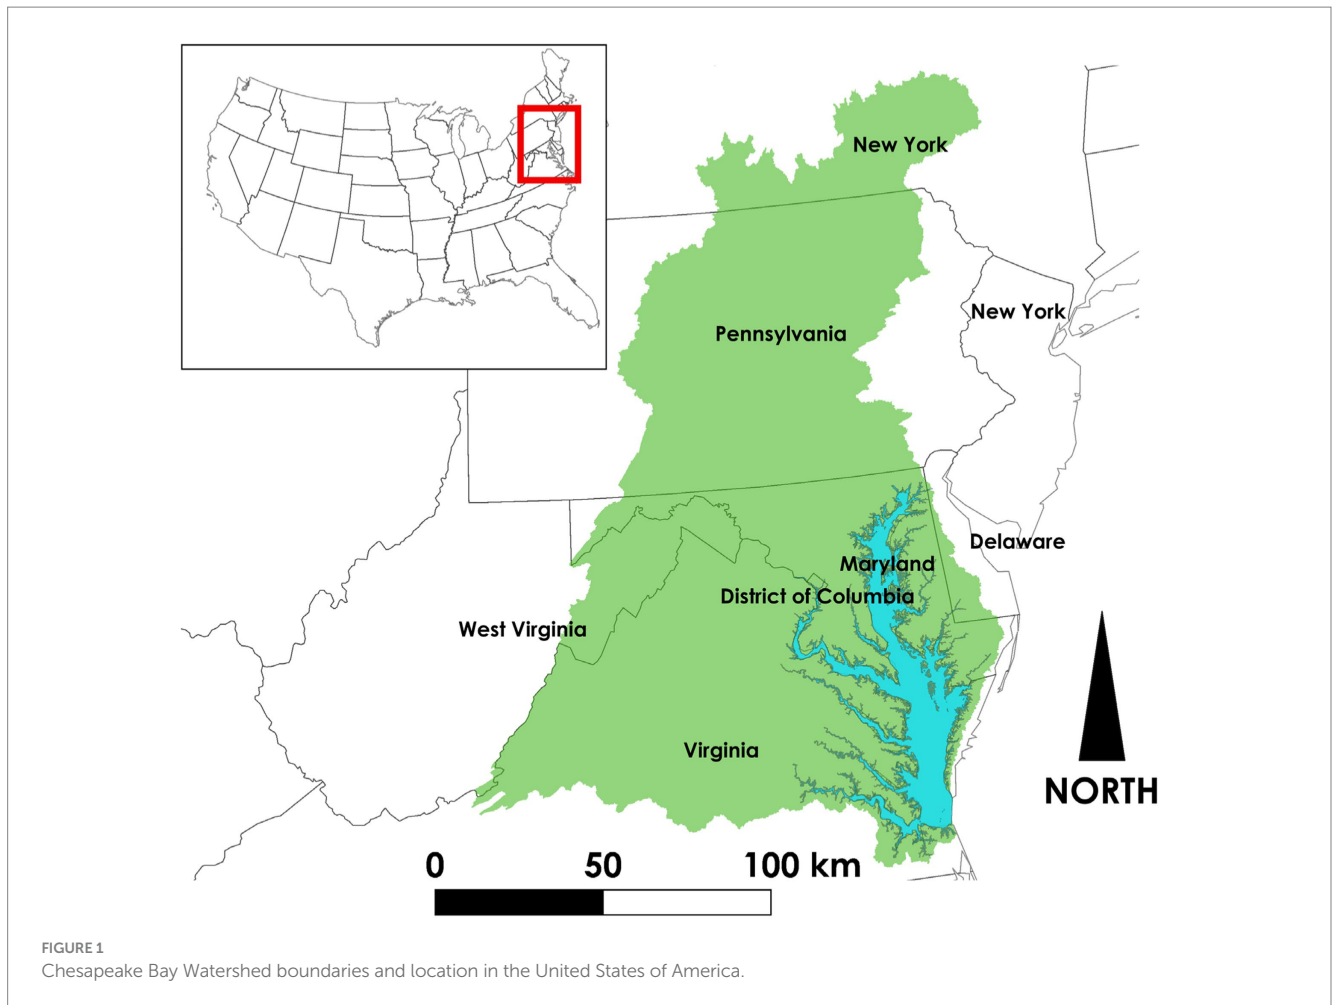 New York
New York
Pennsylvania
Delaware
Maryland
District of Columbia
West Virginia
Virginia
NORTH
0 50 100 km
FIGURE 1
Chesapeake Bay Watershed boundaries and location in the United States of America.